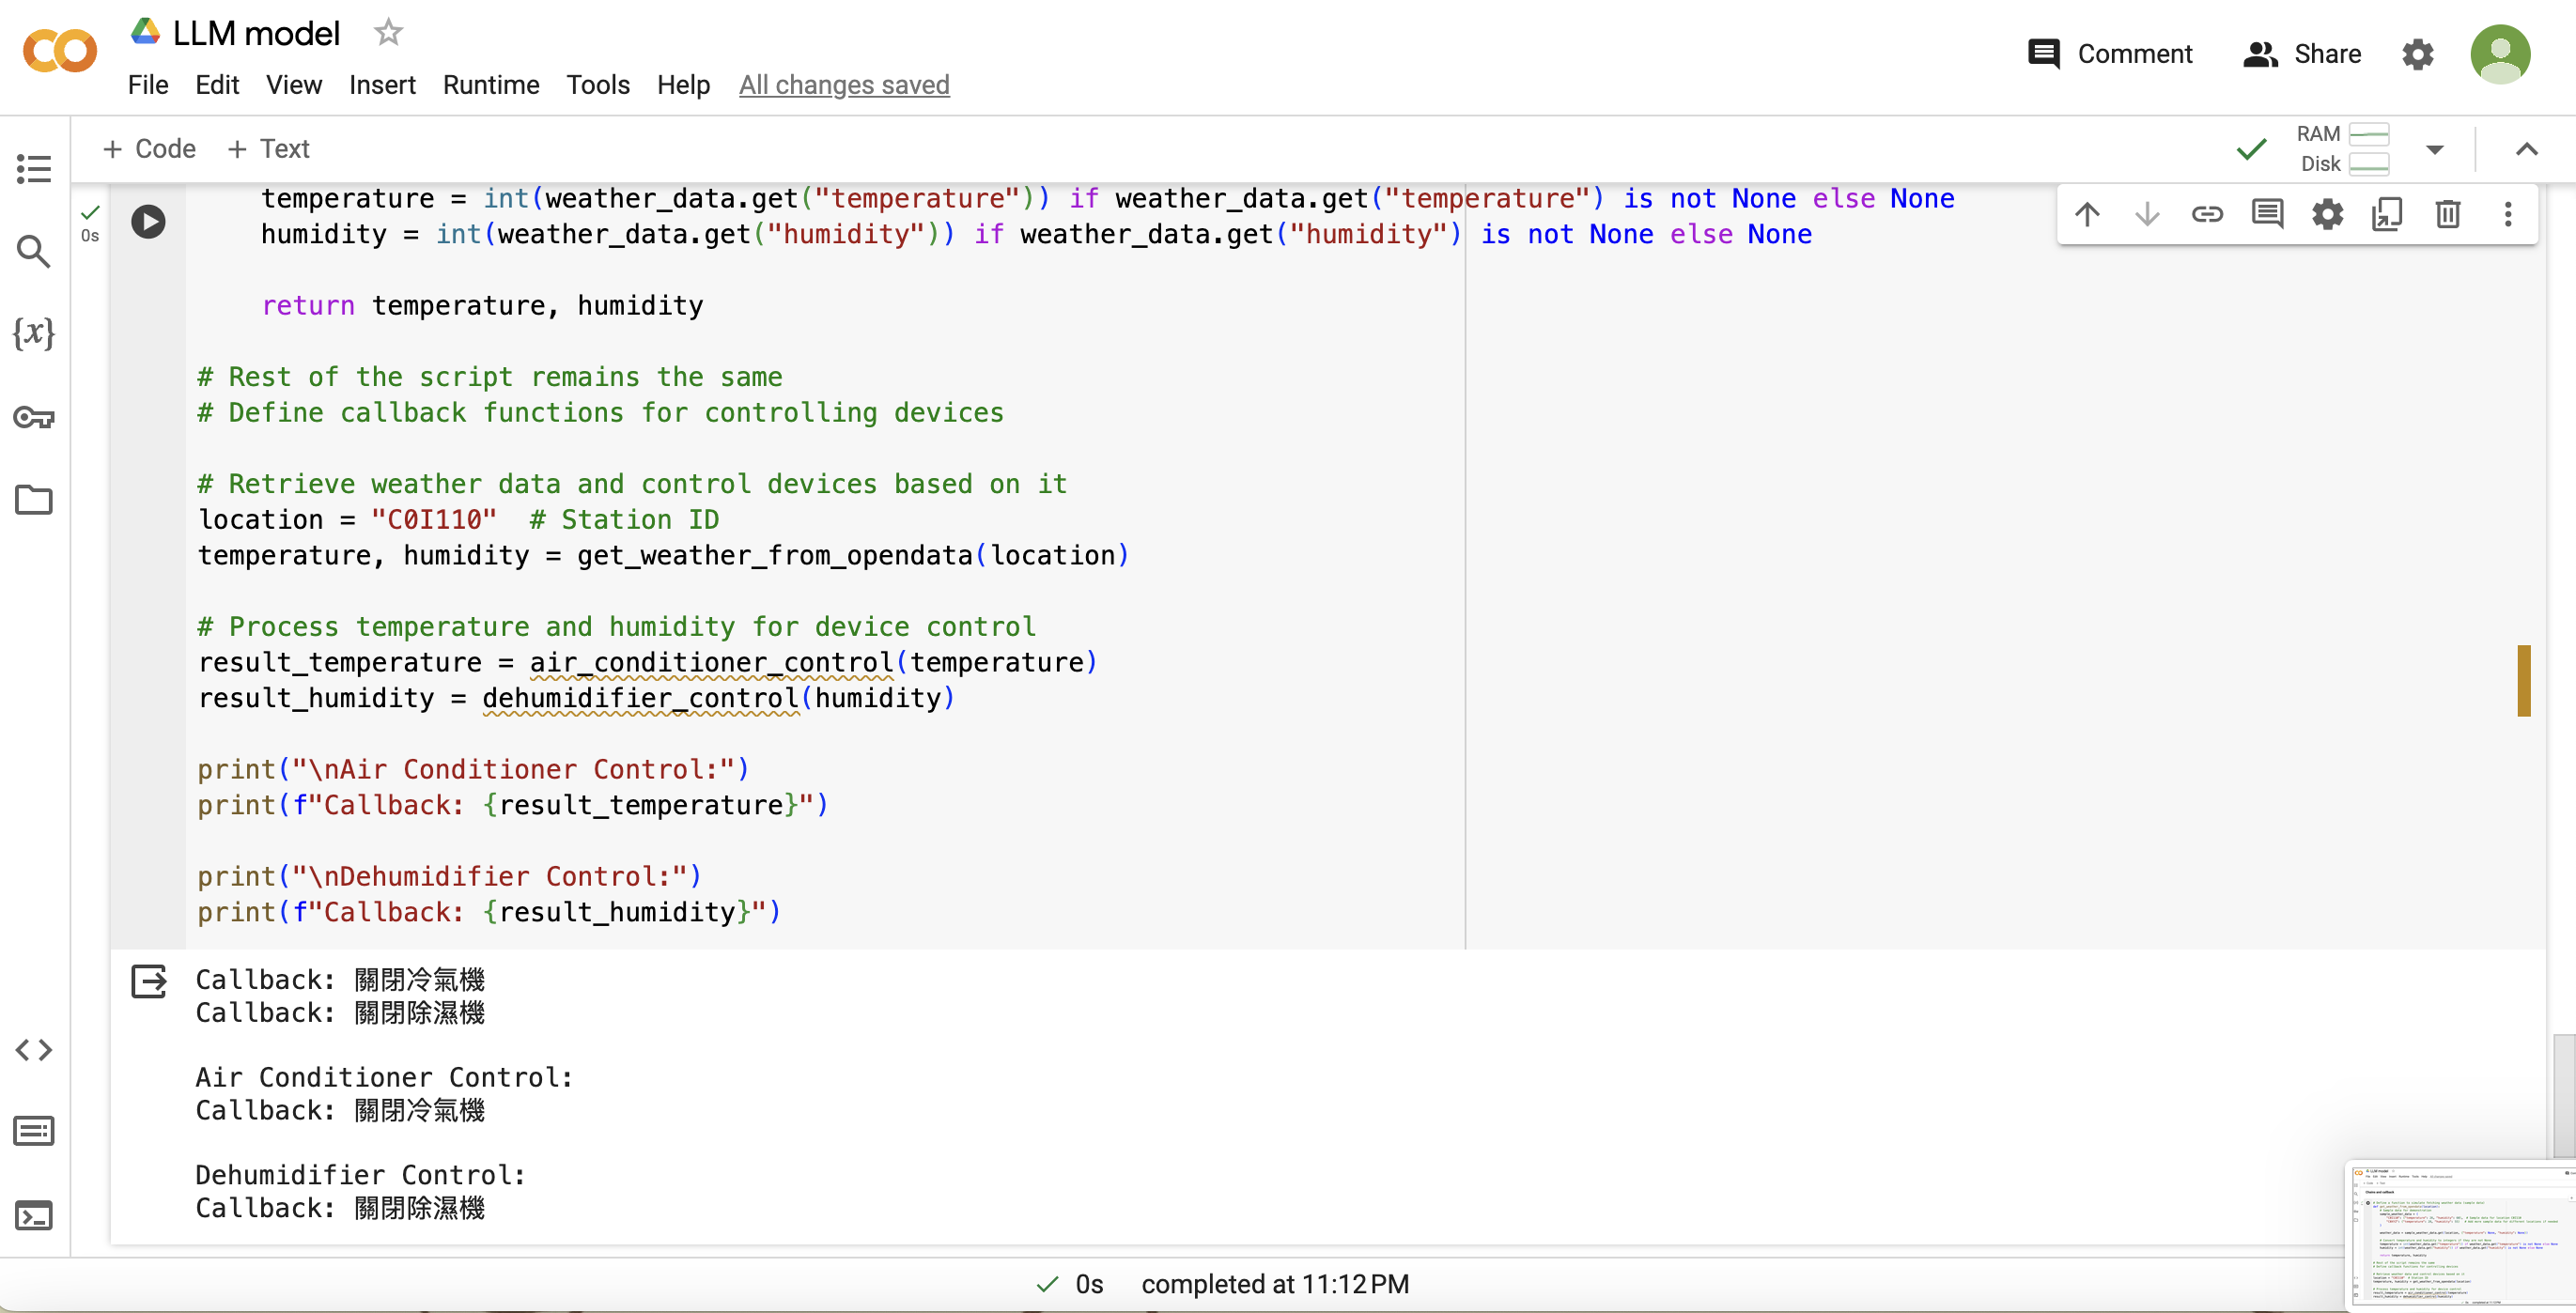 LLM model
File Edit View Insert Runtime Tools Help All changes saved
Comment Share
+ Code + Text
RAM
Disk
0s
temperature = int(weather_data.get("temperature")) if weather_data.get("temperature") is not None else None
humidity = int(weather_data.get("humidity")) if weather_data.get("humidity") is not None else None
return temperature, humidity
# Rest of the script remains the same
# Define callback functions for controlling devices
# Retrieve weather data and control devices based on it
location = "C0I110"  # Station ID
temperature, humidity = get_weather_from_opendata(location)
# Process temperature and humidity for device control
result_temperature = air_conditioner_control(temperature)
result_humidity = dehumidifier_control(humidity)
print("\nAir Conditioner Control:")
print(f"Callback: {result_temperature}")
print("\nDehumidifier Control:")
print(f"Callback: {result_humidity}")
Callback: 關閉冷氣機
Callback: 關閉除濕機
Air Conditioner Control:
Callback: 關閉冷氣機
Dehumidifier Control:
Callback: 關閉除濕機
0s completed at 11:12 PM